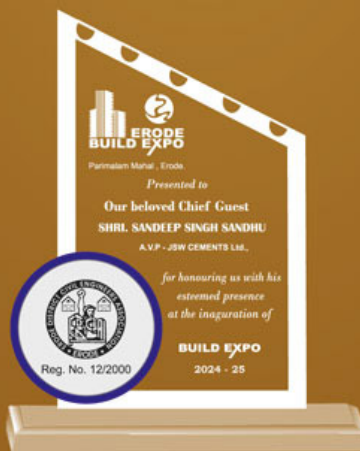 ERODE
BUILD EXPO
Parimalam Mahal , Erode.
Presented to
Our beloved Chief Guest
SHRI. SANDEEP SINGH SANDHU
A.V.P - JSW CEMENTS Ltd.,
for honouring us with his
esteemed presence
at the inaguration of
BUILD EXPO
2024 - 25
ERODE DISTRICT CIVIL ENGINEERS ASSOCIATION
ERODE
Reg. No. 12/2000